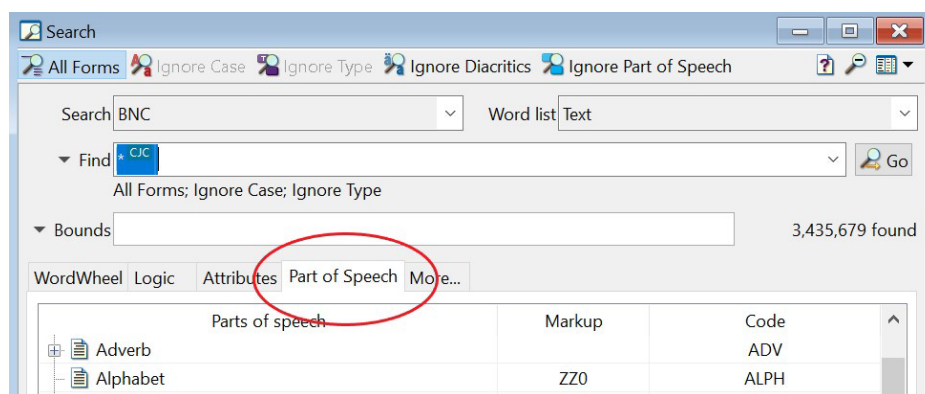 Search
All Forms Ignore Case Ignore Type Ignore Diacritics Ignore Part of Speech
Search BNC Word list Text
Find * CJC Go
All Forms; Ignore Case; Ignore Type
Bounds 3,435,679 found
WordWheel Logic Attributes Part of Speech More...
Parts of speech Markup Code
Adverb ADV
Alphabet ZZ0 ALPH